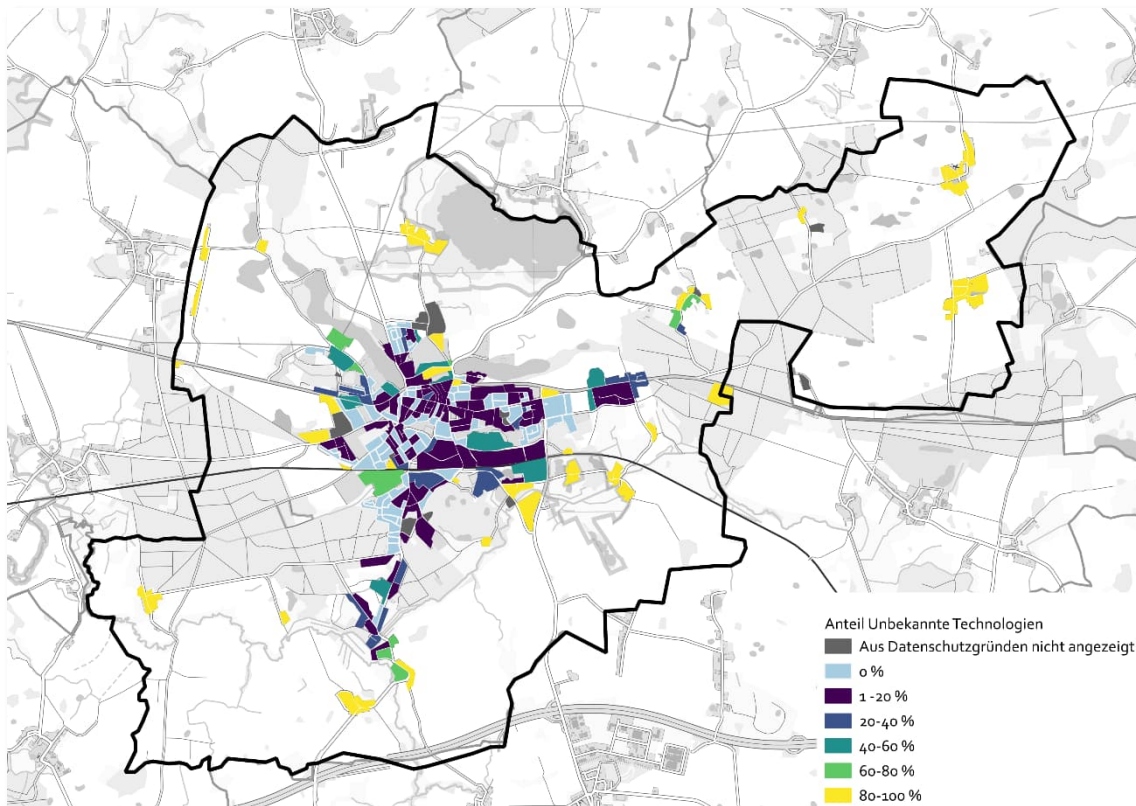 Anteil Unbekannte Technologien
Aus Datenschutzgründen nicht angezeigt
0 %
1 -20 %
20-40 %
40-60 %
60-80 %
80-100 %